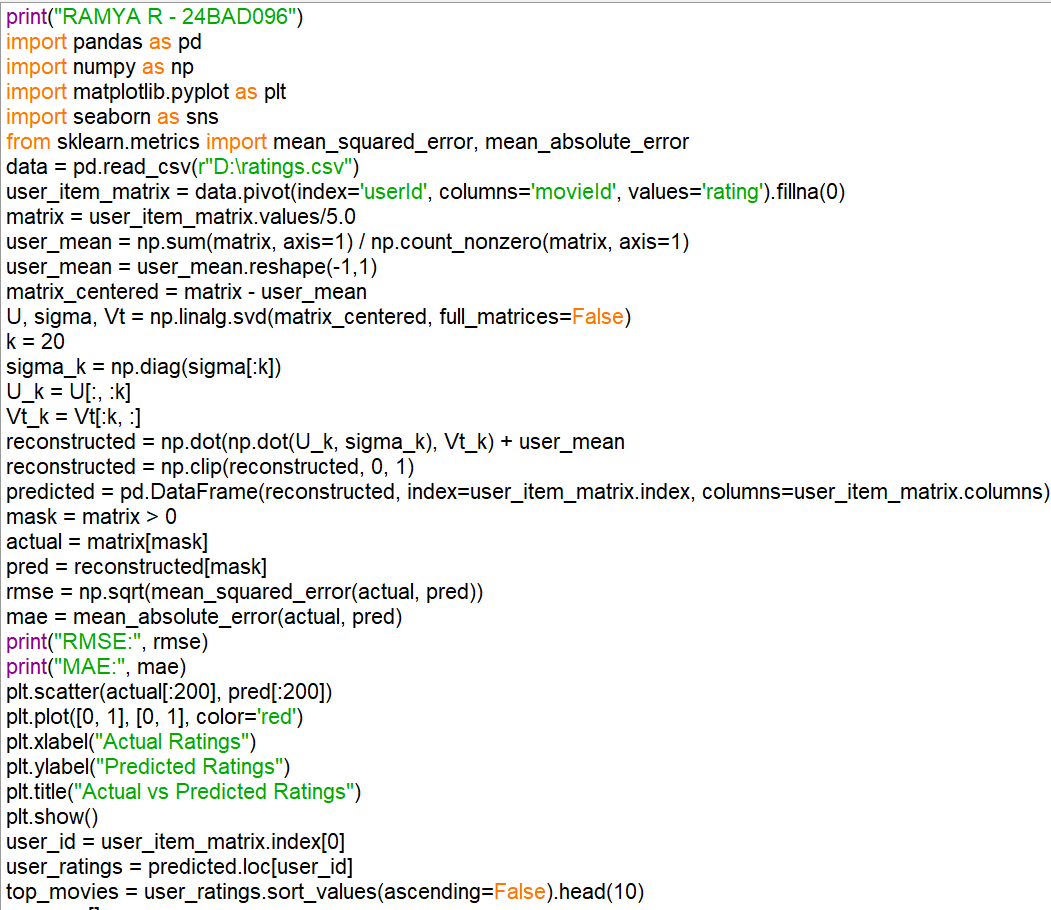 print("RAMYA R - 24BAD096")
import pandas as pd
import numpy as np
import matplotlib.pyplot as plt
import seaborn as sns
from sklearn.metrics import mean_squared_error, mean_absolute_error
data = pd.read_csv(r"D:\ratings.csv")
user_item_matrix = data.pivot(index='userId', columns='movieId', values='rating').fillna(0)
matrix = user_item_matrix.values/5.0
user_mean = np.sum(matrix, axis=1) / np.count_nonzero(matrix, axis=1)
user_mean = user_mean.reshape(-1,1)
matrix_centered = matrix - user_mean
U, sigma, Vt = np.linalg.svd(matrix_centered, full_matrices=False)
k = 20
sigma_k = np.diag(sigma[:k])
U_k = U[:, :k]
Vt_k = Vt[:k, :]
reconstructed = np.dot(np.dot(U_k, sigma_k), Vt_k) + user_mean
reconstructed = np.clip(reconstructed, 0, 1)
predicted = pd.DataFrame(reconstructed, index=user_item_matrix.index, columns=user_item_matrix.columns)
mask = matrix > 0
actual = matrix[mask]
pred = reconstructed[mask]
rmse = np.sqrt(mean_squared_error(actual, pred))
mae = mean_absolute_error(actual, pred)
print("RMSE:", rmse)
print("MAE:", mae)
plt.scatter(actual[:200], pred[:200])
plt.plot([0, 1], [0, 1], color='red')
plt.xlabel("Actual Ratings")
plt.ylabel("Predicted Ratings")
plt.title("Actual vs Predicted Ratings")
plt.show()
user_id = user_item_matrix.index[0]
user_ratings = predicted.loc[user_id]
top_movies = user_ratings.sort_values(ascending=False).head(10)